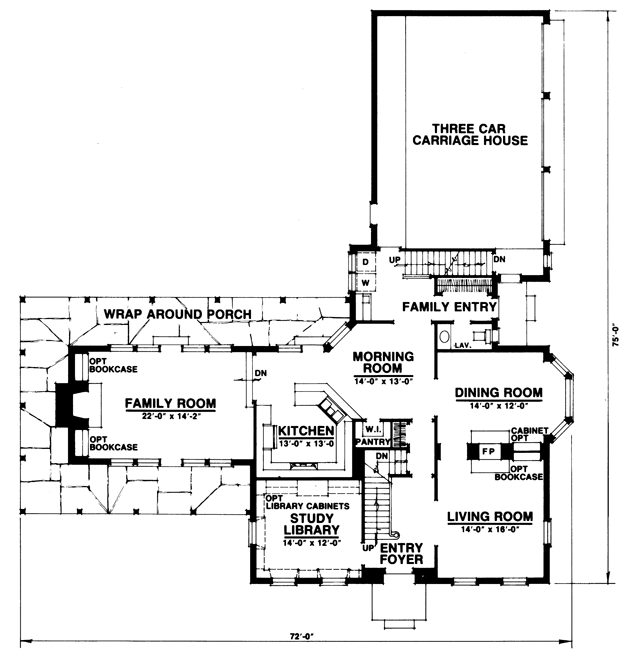 THREE CAR
CARRIAGE HOUSE
D
UP
DN
W
FAMILY ENTRY
WRAP AROUND PORCH
75'-0"
LAV.
OPT
BOOKCASE
MORNING
ROOM
14'-0" x 13'-0"
DN
FAMILY ROOM
22'-0" x 14'-2"
DINING ROOM
14'-0" x 12'-0"
KITCHEN
13'-0" x 13'-0
W.I.
PANTRY
CABINET
OPT
OPT
BOOKCASE
DN
FP
OPT
BOOKCASE
OPT
LIBRARY CABINETS
STUDY
LIBRARY
14'-0" x 12'-0"
LIVING ROOM
14'-0" x 16'-0"
UP
ENTRY
FOYER
72'-0"